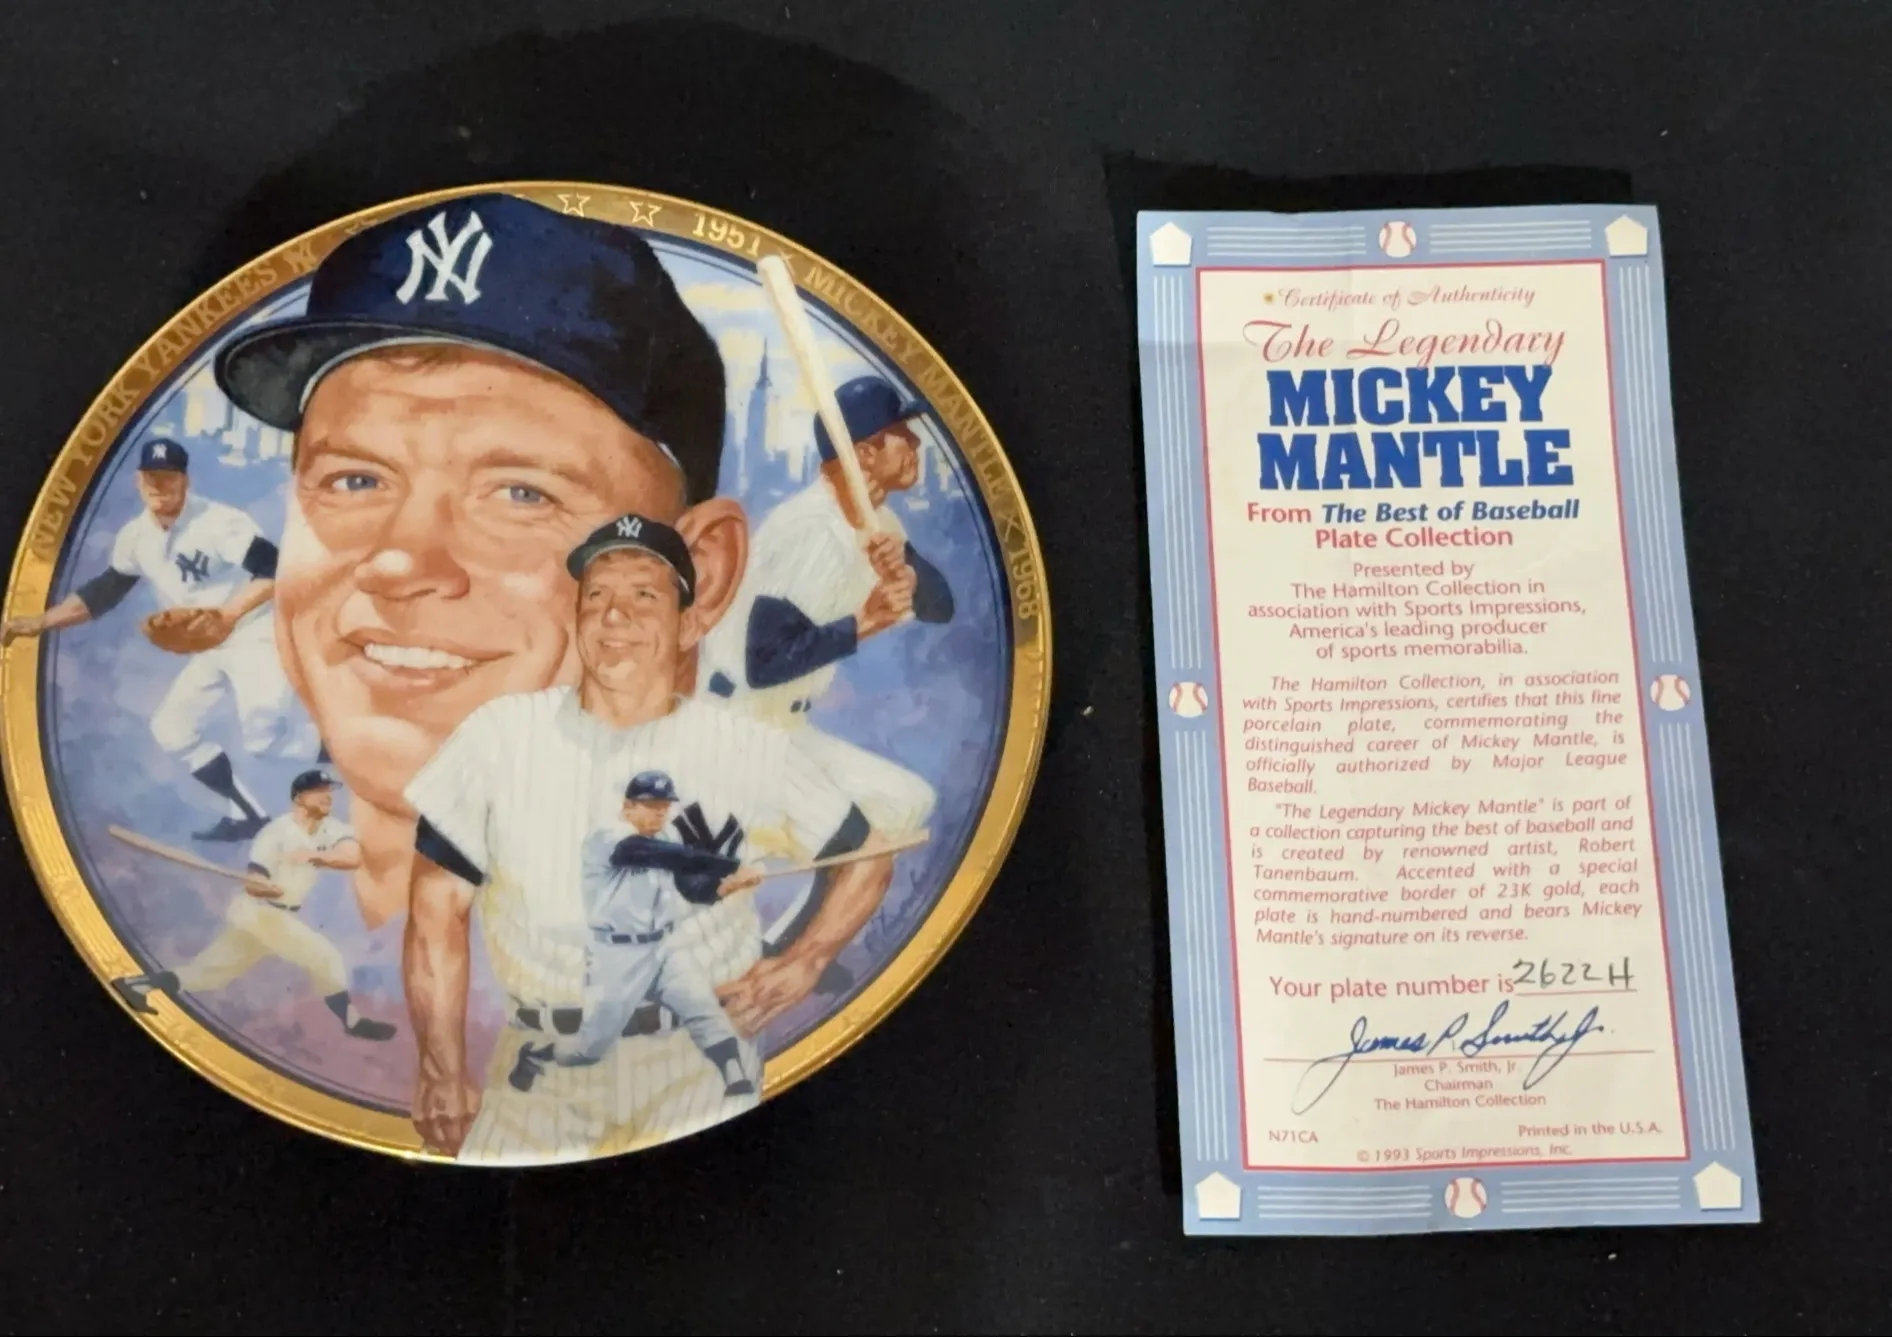 NEW YORK YANKEES
1951
MICKEY MANTLE
1968
NY
NY
NY
NY
Certificate of Authenticity
The Legendary
MICKEY
MANTLE
From The Best of Baseball
Plate Collection
Presented by
The Hamilton Collection in
association with Sports Impressions,
America's leading producer
of sports memorabilia.
The Hamilton Collection, in association
with Sports Impressions, certifies that this fine
porcelain plate, commemorating the
distinguished career of Mickey Mantle, is
officially authorized by Major League
Baseball.
"The Legendary Mickey Mantle" is part of
a collection capturing the best of baseball and
is created by renowned artist, Robert
Tanenbaum. Accented with a special
commemorative border of 23K gold, each
plate is hand-numbered and bears Mickey
Mantle's signature on its reverse.
Your plate number is 2622H
James P. Smith Jr.
James P. Smith, Jr.
Chairman
The Hamilton Collection
N71CA
Printed in the U.S.A.
© 1993 Sports Impressions, Inc.